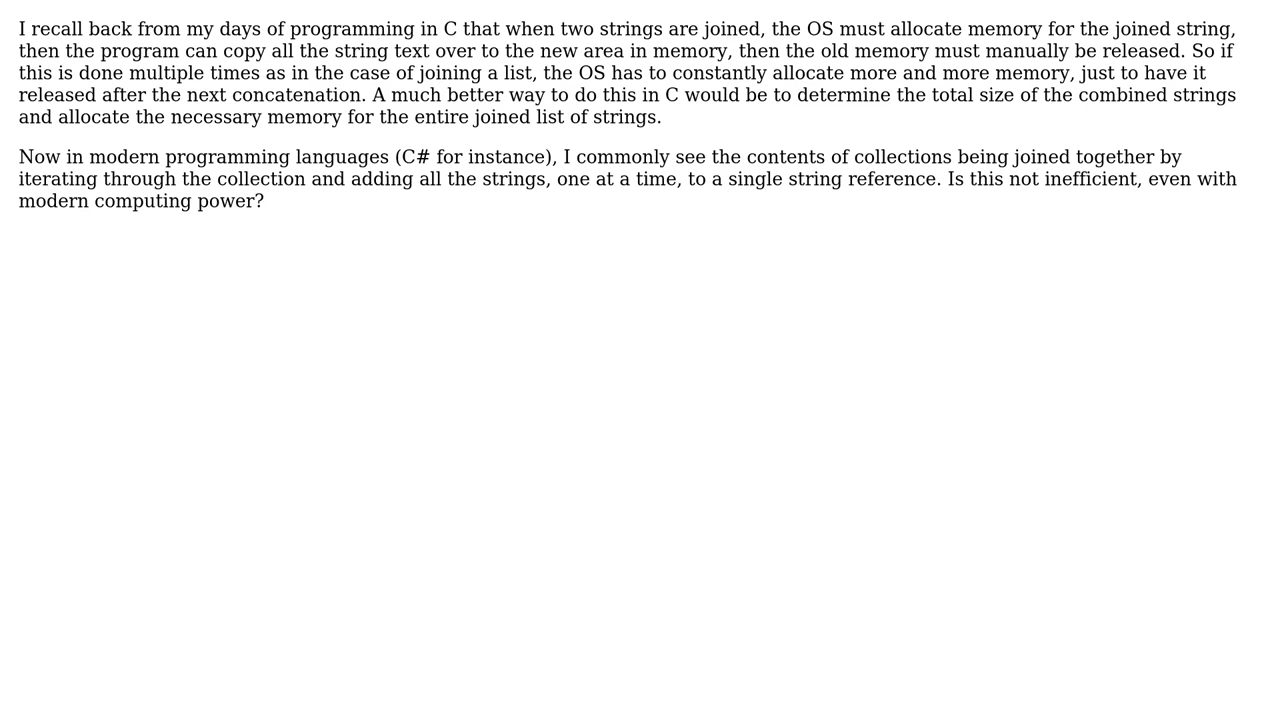 I recall back from my days of programming in C that when two strings are joined, the OS must allocate memory for the joined string,
then the program can copy all the string text over to the new area in memory, then the old memory must manually be released. So if
this is done multiple times as in the case of joining a list, the OS has to constantly allocate more and more memory, just to have it
released after the next concatenation. A much better way to do this in C would be to determine the total size of the combined strings
and allocate the necessary memory for the entire joined list of strings.
Now in modern programming languages (C# for instance), I commonly see the contents of collections being joined together by
iterating through the collection and adding all the strings, one at a time, to a single string reference. Is this not inefficient, even with
modern computing power?